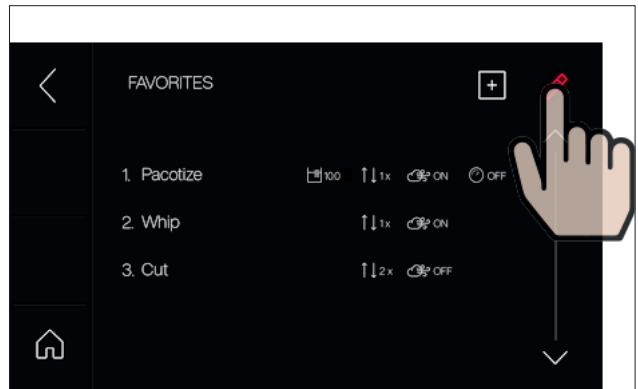 FAVORITES
1. Pacotize 100 1x ON OFF
2. Whip 1x ON
3. Cut 2x OFF